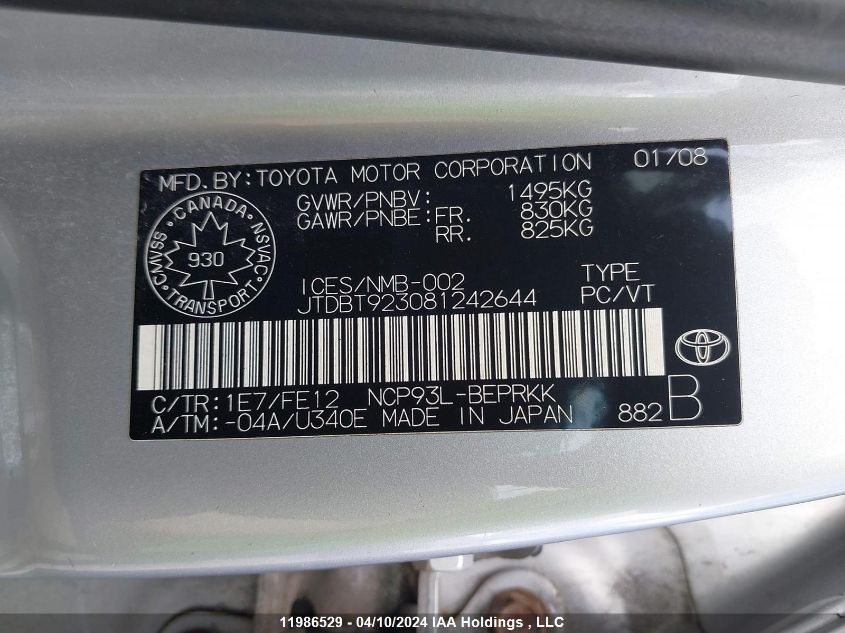 MFD.BY:TOYOTA MOTOR CORPORATION 01/08
GVWR/PNBV: 1495KG
GAWR/PNBE: FR. 830KG
RR. 825KG
CANADA
CMVSS 930 NSVAC
TRANSPORT
ICES/NMB-002 TYPE
JTDBT923081242644 PC/VT
C/TR:1E7/FE12 NCP93L-BEPRKK
A/TM:-04A/U340E MADE IN JAPAN 882 B
11986529 - 04/10/2024 IAA Holdings , LLC